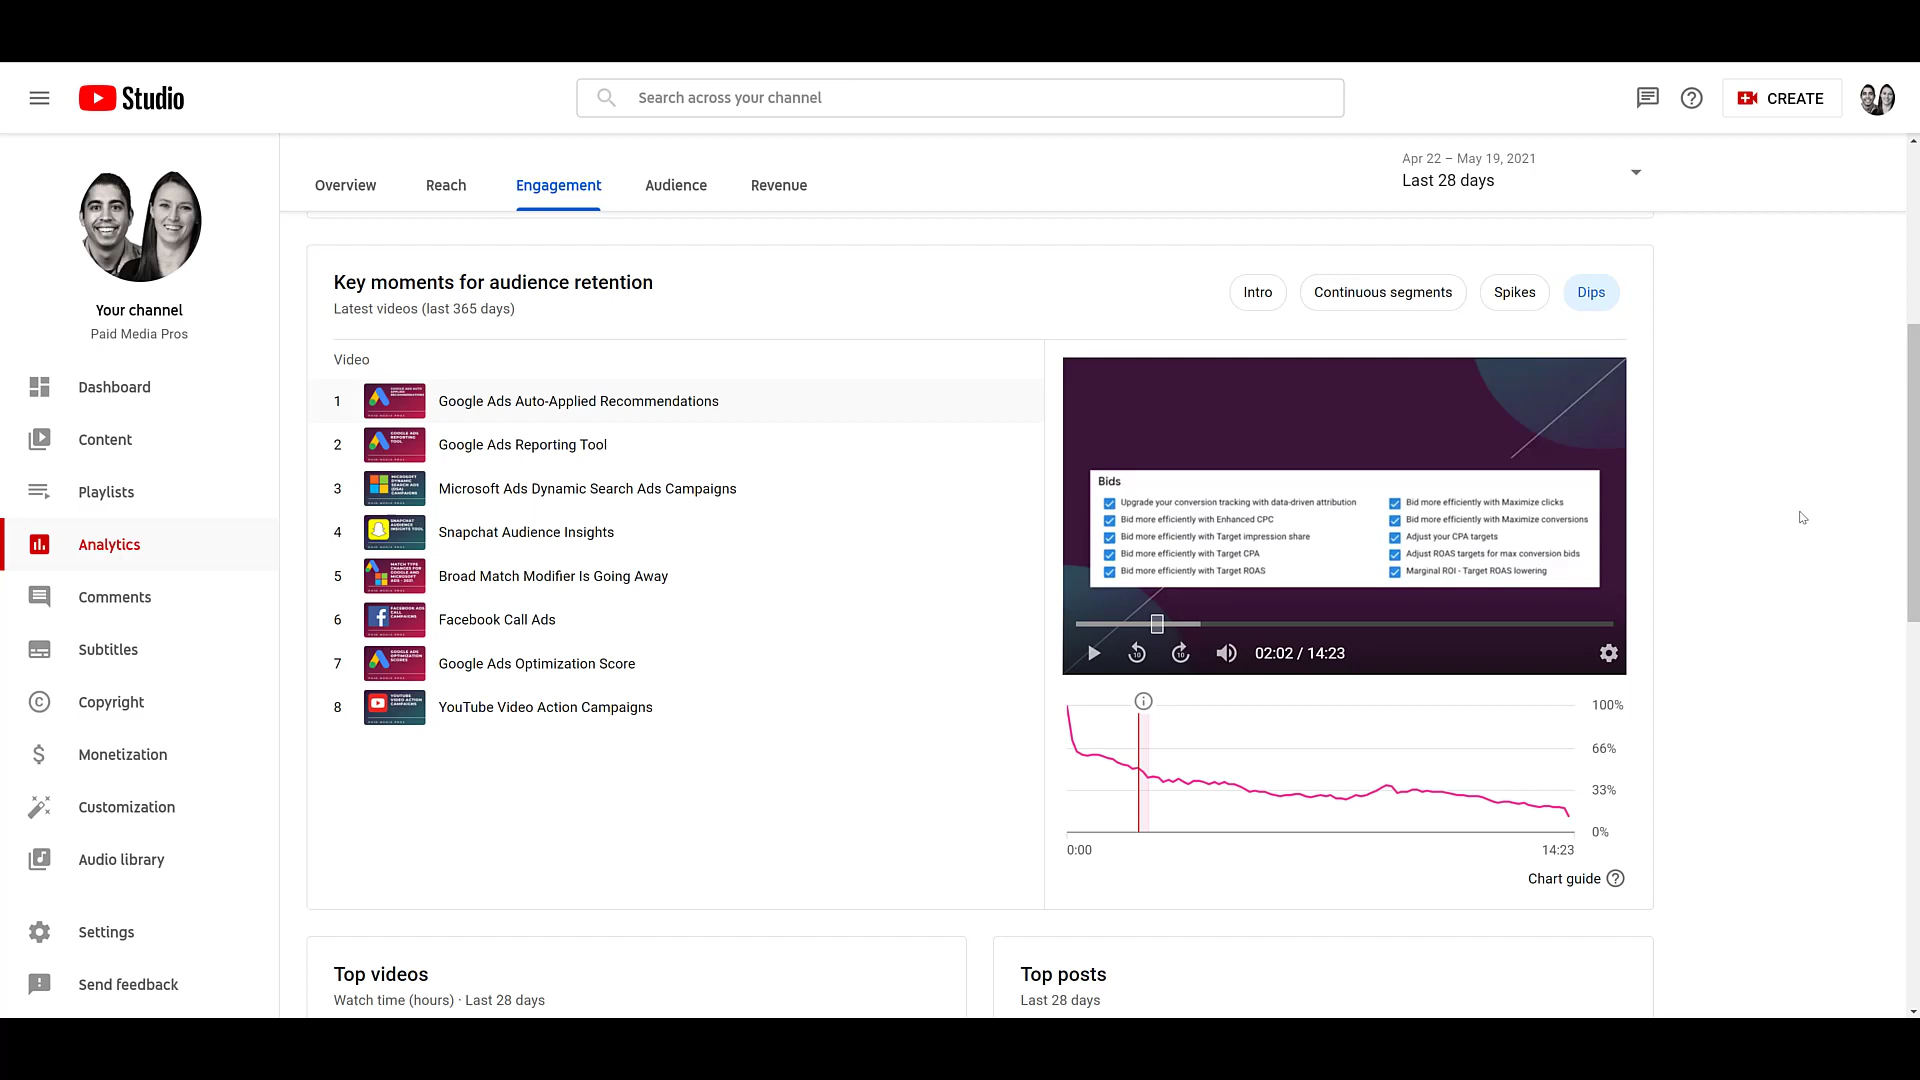 Studio
Search across your channel
CREATE
Your channel
Paid Media Pros
Dashboard
Content
Playlists
Analytics
Comments
Subtitles
Copyright
Monetization
Customization
Audio library
Settings
Send feedback
Overview
Reach
Engagement
Audience
Revenue
Apr 22 – May 19, 2021
Last 28 days
Key moments for audience retention
Latest videos (last 365 days)
Intro
Continuous segments
Spikes
Dips
Video
1 Google Ads Auto-Applied Recommendations
2 Google Ads Reporting Tool
3 Microsoft Ads Dynamic Search Ads Campaigns
4 Snapchat Audience Insights
5 Broad Match Modifier Is Going Away
6 Facebook Call Ads
7 Google Ads Optimization Score
8 YouTube Video Action Campaigns
Bids
Upgrade your conversion tracking with data-driven attribution
Bid more efficiently with Enhanced CPC
Bid more efficiently with Target impression share
Bid more efficiently with Target CPA
Bid more efficiently with Target ROAS
Bid more efficiently with Maximize clicks
Bid more efficiently with Maximize conversions
Adjust your CPA targets
Adjust ROAS targets for max conversion bids
Marginal ROI - Target ROAS lowering
10
10
02:02 / 14:23
100%
66%
33%
0%
0:00
14:23
Chart guide
Top videos
Watch time (hours) · Last 28 days
Top posts
Last 28 days